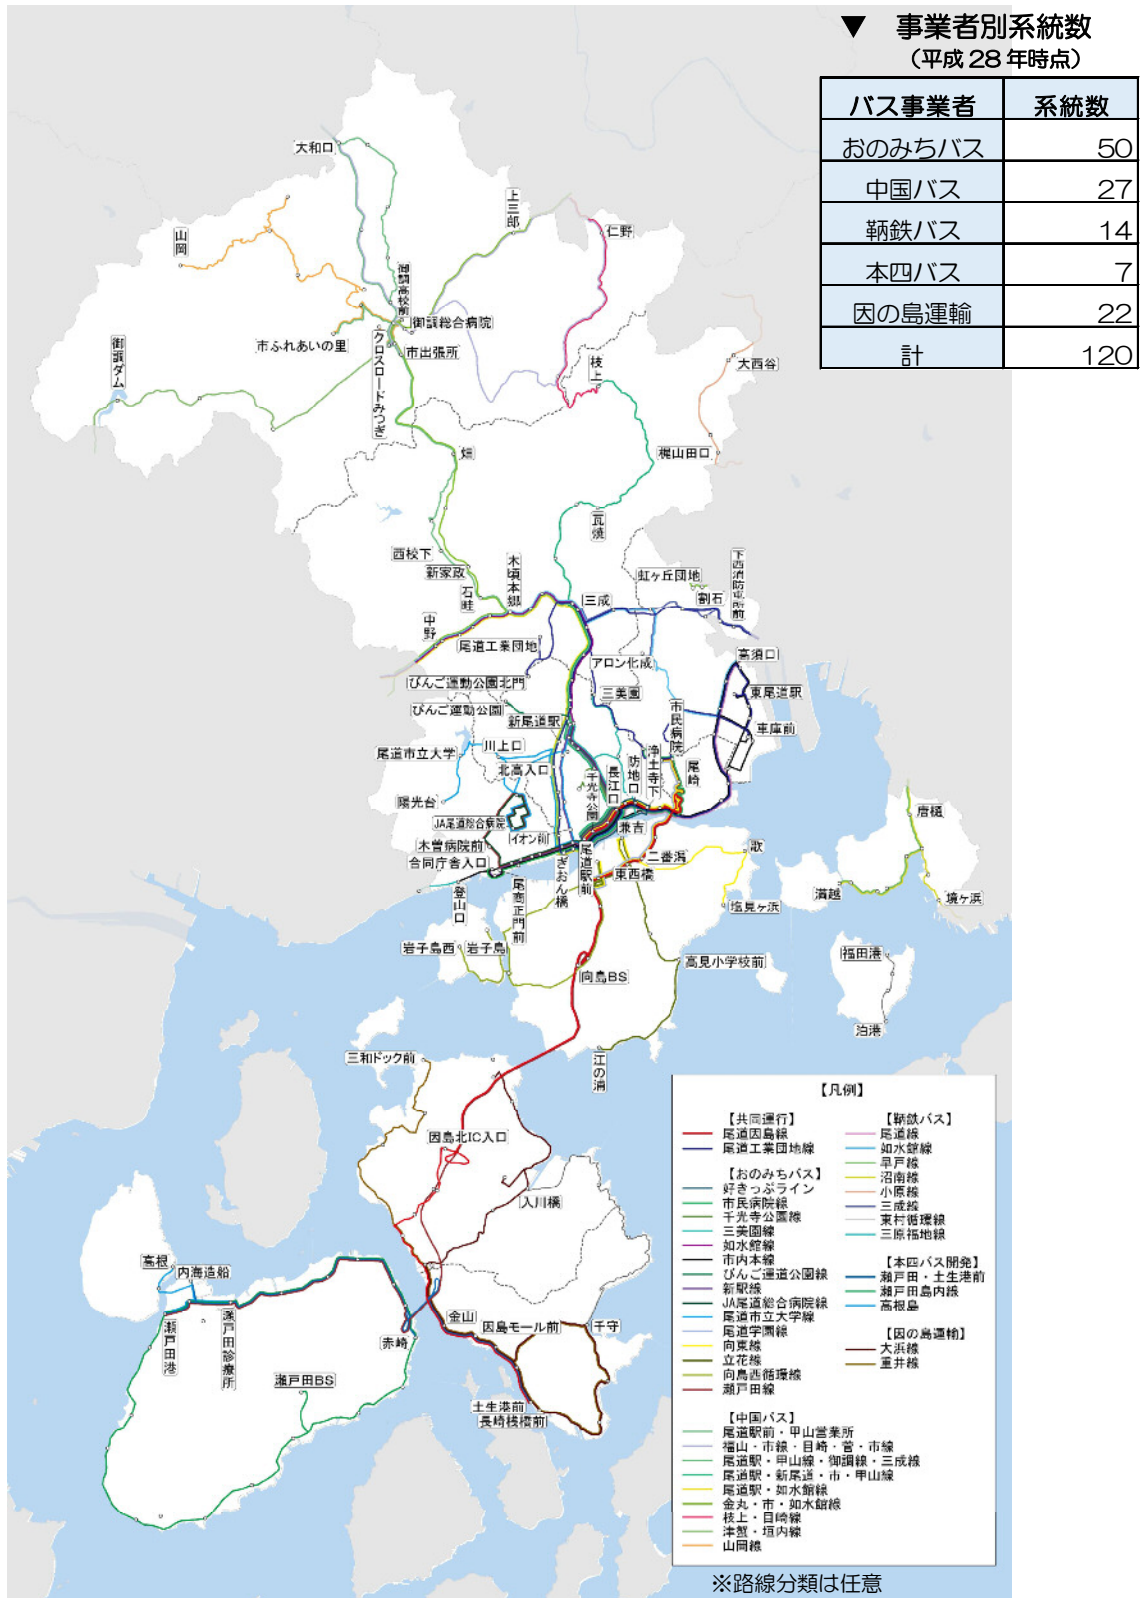 ▼ 事業者別系統数
（平成 28 年時点）
バス事業者 系統数
おのみちバス 50
中国バス 27
鞆鉄バス 14
本四バス 7
因の島運輸 22
計 120
大和口
上三郎
仁野
山岡
御調高校前
御調総合病院
市ふれあいの里
市出張所
御調ダム
クロスロードみつぎ
枝上
大西谷
畑
梶山田口
瓦焼
西校下
新家政
石畦
木頃本郷
虹ヶ丘団地
割石
下西消防屯所前
三成
中野
尾道工業団地
アロン化成
高須口
びんご運動公園北門
三美園
東尾道駅
びんご運動公園
新尾道駅
市民病院
車庫前
尾道市立大学
川上口
北高入口
千光寺公園
長江口
防地口
浄土寺下
尾崎
陽光台
JA尾道総合病院
イオン前
木曽病院前
兼吉
合同庁舎入口
尾道駅前
二番潟
歌
唐樋
東西橋
登山口
尾商正門前
ぎおん橋
塩見ヶ浜
満越
境ヶ浜
岩子島西
岩子島
向島BS
高見小学校前
福田港
泊港
三和ドック前
江の浦
因島北IC入口
入川橋
高根
内海造船
金山
因島モール前
千守
瀬戸田港
瀬戸田診療所
赤崎
瀬戸田BS
土生港前
長崎桟橋前
【凡例】
【共同運行】
尾道因島線
尾道工業団地線
【おのみちバス】
好きっぷライン
市民病院線
千光寺公園線
三美園線
如水館線
市内本線
びんご運道公園線
新駅線
JA尾道総合病院線
尾道市立大学線
尾道学園線
向東線
立花線
向島西循環線
瀬戸田線
【中国バス】
尾道駅前・甲山営業所
福山・市線・目崎・菅・市線
尾道駅・甲山線・御調線・三成線
尾道駅・新尾道・市・甲山線
尾道駅・如水館線
金丸・市・如水館線
枝上・目崎線
津蟹・垣内線
山岡線
【鞆鉄バス】
尾道線
如水館線
早戸線
沼南線
小原線
三成線
東村循環線
三原福地線
【本四バス開発】
瀬戸田・土生港前
瀬戸田島内線
高根島
【因の島運輸】
大浜線
重井線
※路線分類は任意